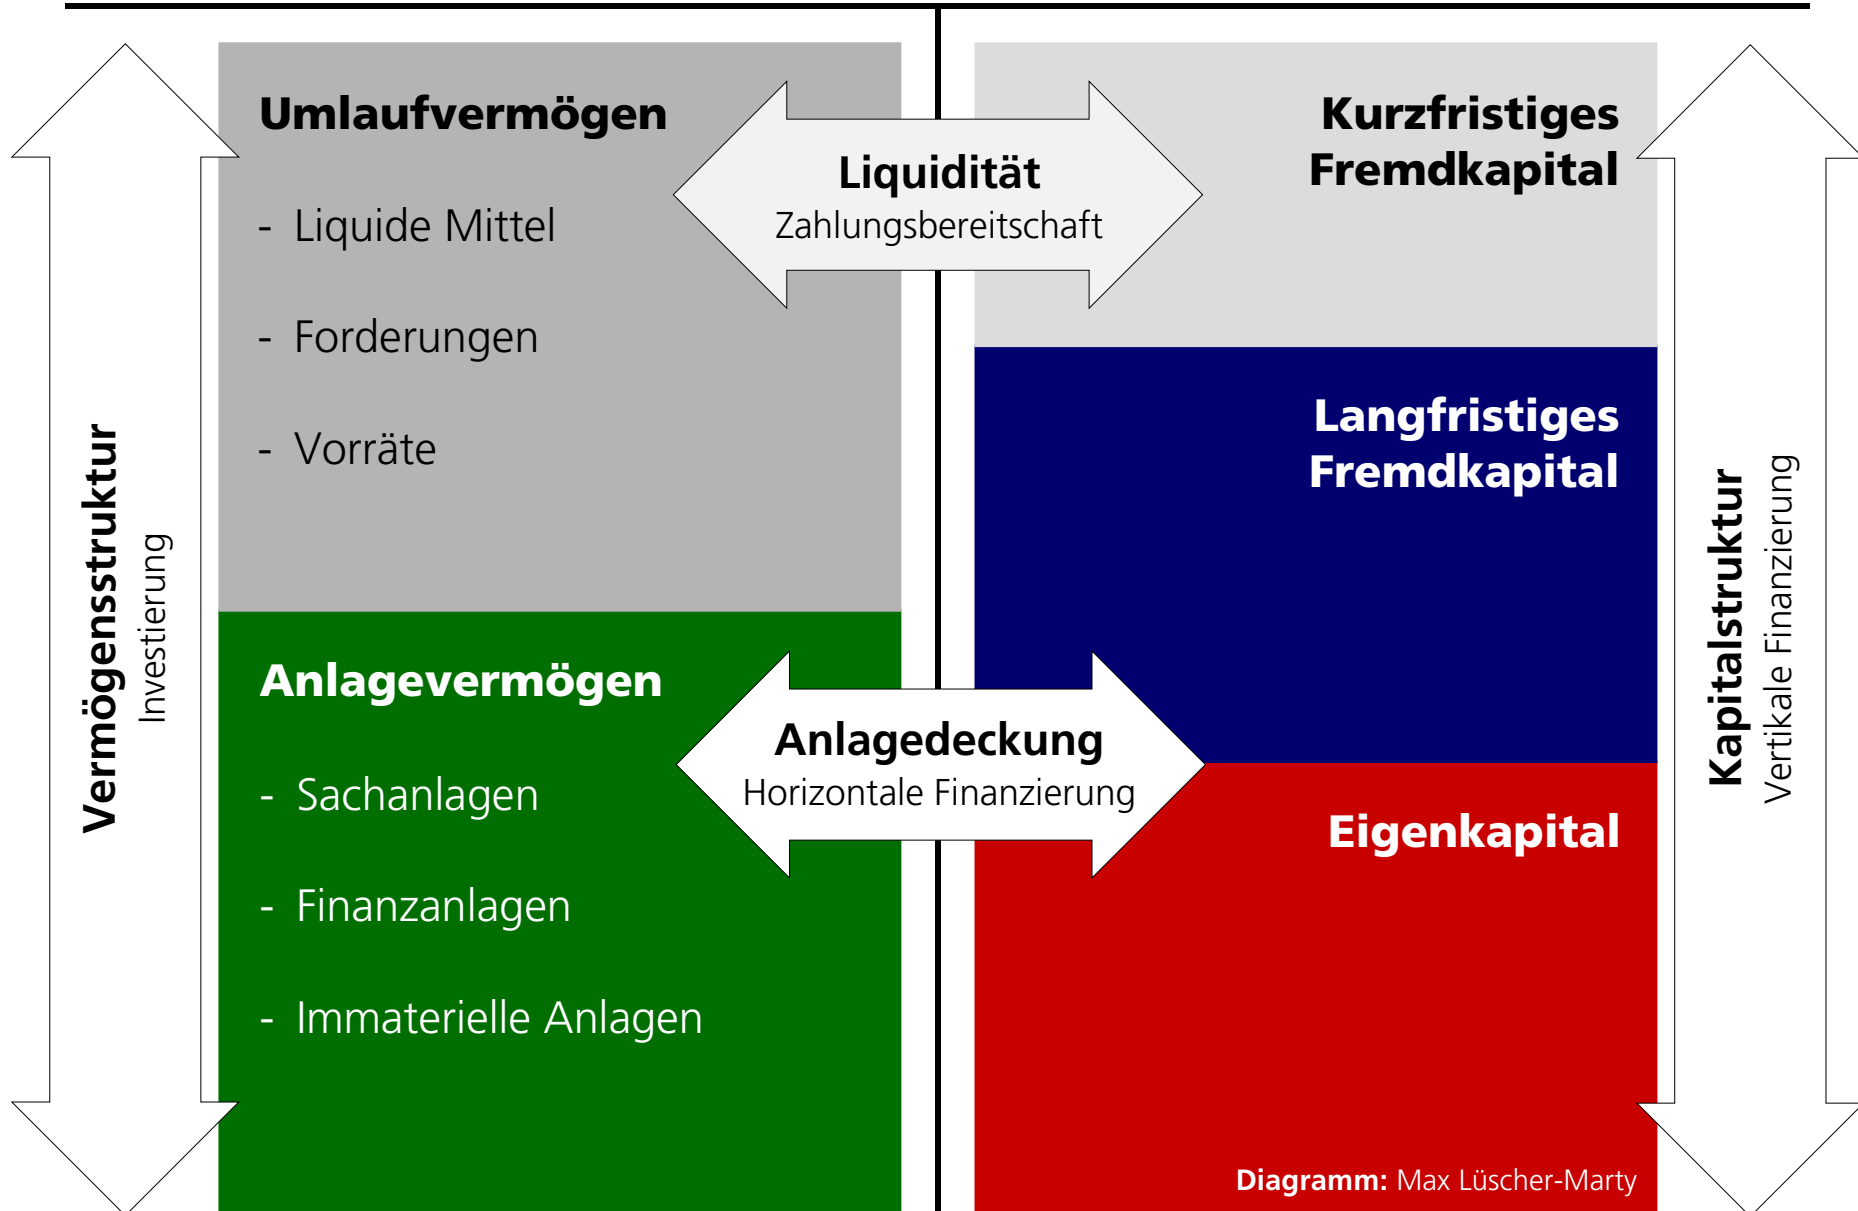 Vermögensstruktur
Investierung
Umlaufvermögen
- Liquide Mittel
- Forderungen
- Vorräte
Anlagevermögen
- Sachanlagen
- Finanzanlagen
- Immaterielle Anlagen
Liquidität
Zahlungsbereitschaft
Anlagedeckung
Horizontale Finanzierung
Kurzfristiges
Fremdkapital
Langfristiges
Fremdkapital
Eigenkapital
Diagramm: Max Lüscher-Marty
Kapitalstruktur
Vertikale Finanzierung